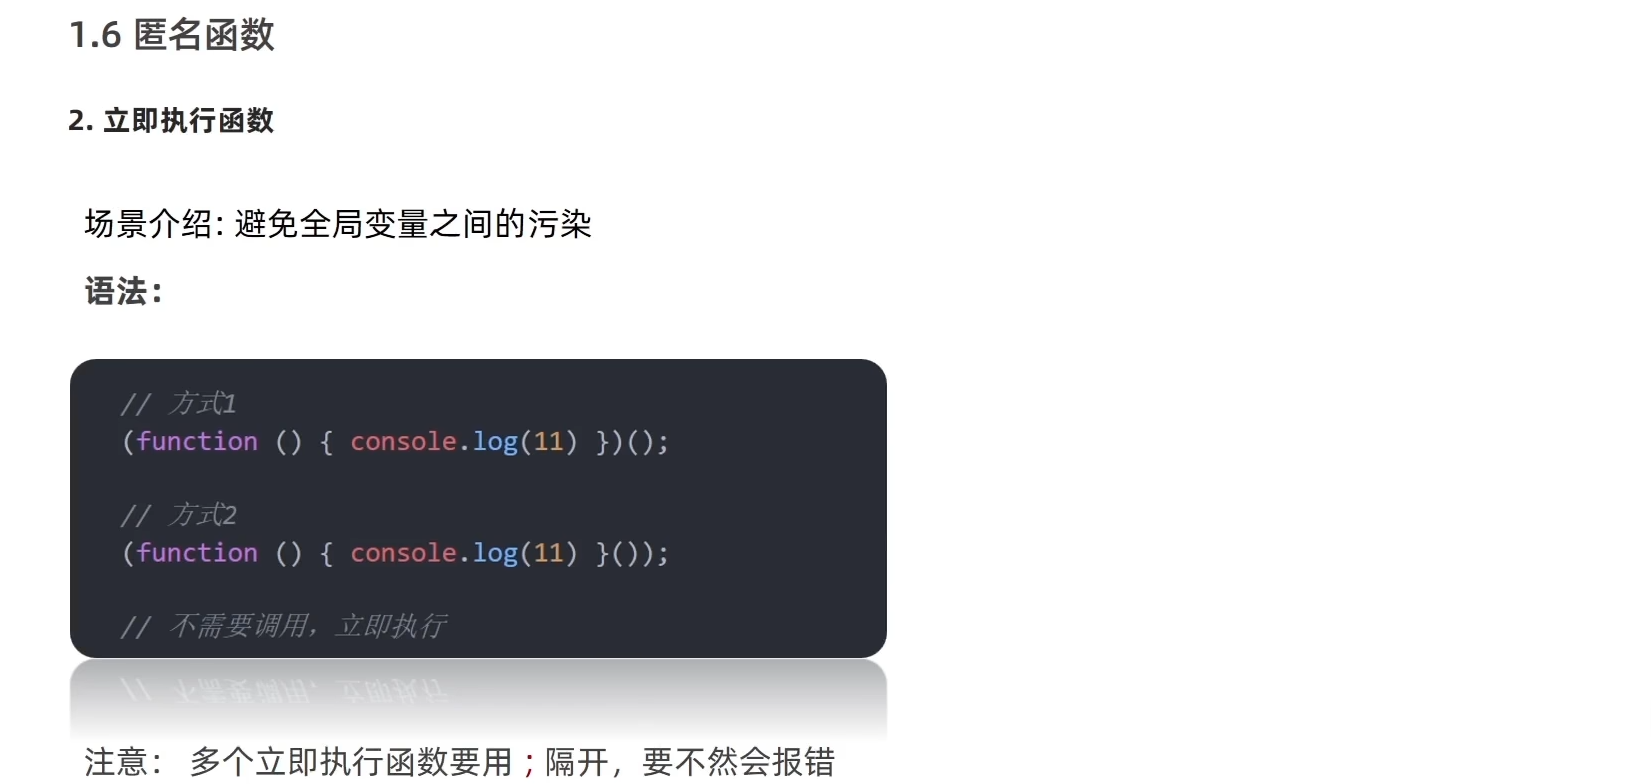 1.6 匿名函数
2. 立即执行函数
场景介绍: 避免全局变量之间的污染
语法：
// 方式1
(function () { console.log(11) })();
// 方式2
(function () { console.log(11) }());
// 不需要调用，立即执行
注意： 多个立即执行函数要用 ; 隔开，要不然会报错